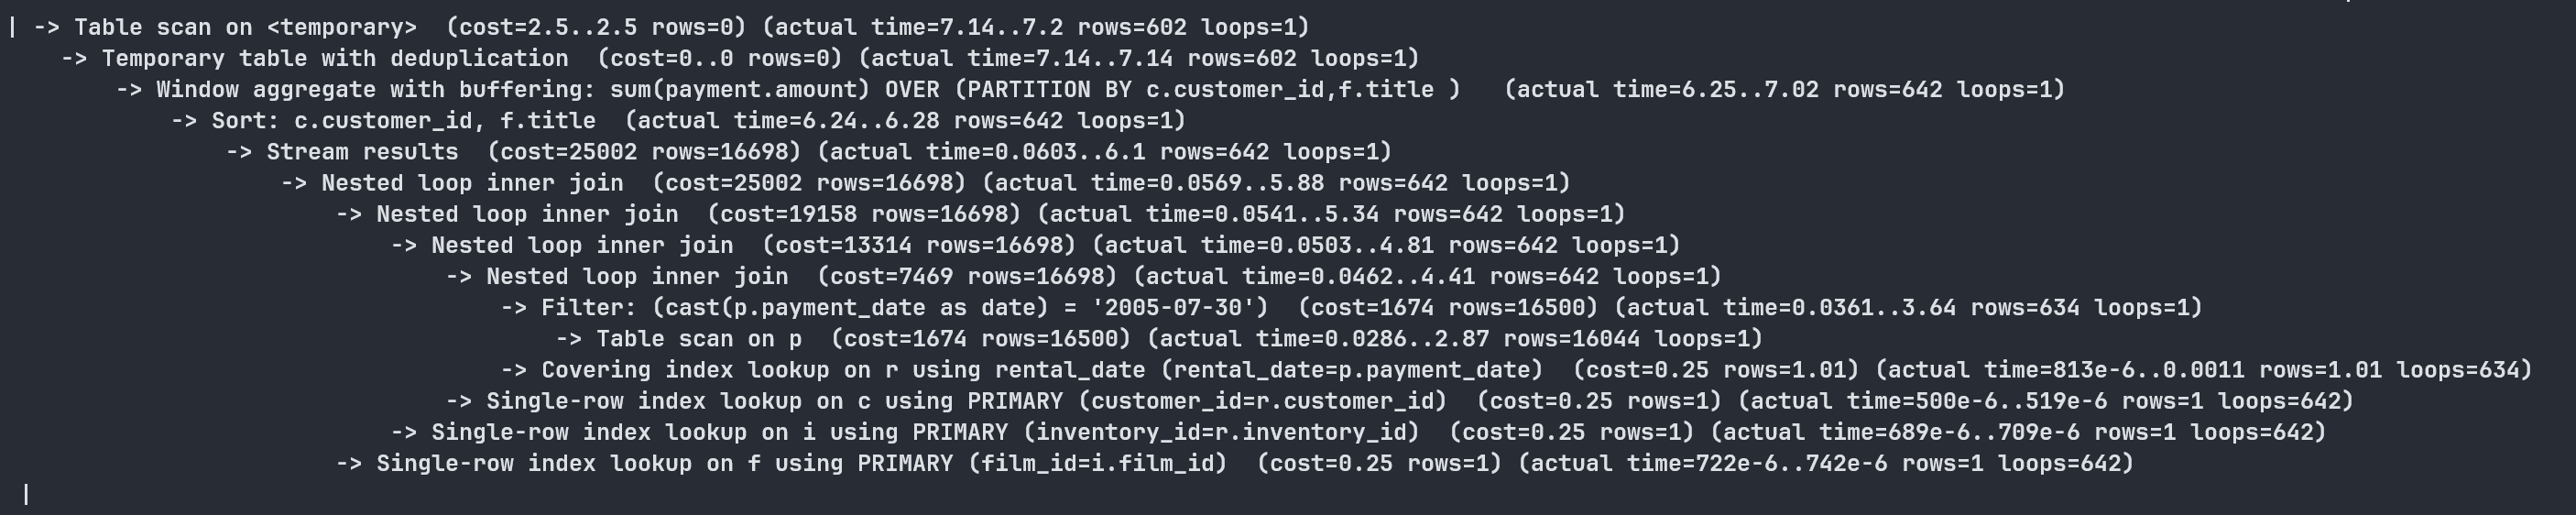 | -> Table scan on <temporary>  (cost=2.5..2.5 rows=0) (actual time=7.14..7.2 rows=602 loops=1)
    -> Temporary table with deduplication  (cost=0..0 rows=0) (actual time=7.14..7.14 rows=602 loops=1)
        -> Window aggregate with buffering: sum(payment.amount) OVER (PARTITION BY c.customer_id,f.title )   (actual time=6.25..7.02 rows=642 loops=1)
            -> Sort: c.customer_id, f.title  (actual time=6.24..6.28 rows=642 loops=1)
                -> Stream results  (cost=25002 rows=16698) (actual time=0.0603..6.1 rows=642 loops=1)
                    -> Nested loop inner join  (cost=25002 rows=16698) (actual time=0.0569..5.88 rows=642 loops=1)
                        -> Nested loop inner join  (cost=19158 rows=16698) (actual time=0.0541..5.34 rows=642 loops=1)
                            -> Nested loop inner join  (cost=13314 rows=16698) (actual time=0.0503..4.81 rows=642 loops=1)
                                -> Nested loop inner join  (cost=7469 rows=16698) (actual time=0.0462..4.41 rows=642 loops=1)
                                    -> Filter: (cast(p.payment_date as date) = '2005-07-30')  (cost=1674 rows=16500) (actual time=0.0361..3.64 rows=634 loops=1)
                                        -> Table scan on p  (cost=1674 rows=16500) (actual time=0.0286..2.87 rows=16044 loops=1)
                                    -> Covering index lookup on r using rental_date (rental_date=p.payment_date)  (cost=0.25 rows=1.01) (actual time=813e-6..0.0011 rows=1.01 loops=634)
                                -> Single-row index lookup on c using PRIMARY (customer_id=r.customer_id)  (cost=0.25 rows=1) (actual time=500e-6..519e-6 rows=1 loops=642)
                            -> Single-row index lookup on i using PRIMARY (inventory_id=r.inventory_id)  (cost=0.25 rows=1) (actual time=689e-6..709e-6 rows=1 loops=642)
                        -> Single-row index lookup on f using PRIMARY (film_id=i.film_id)  (cost=0.25 rows=1) (actual time=722e-6..742e-6 rows=1 loops=642)
 |